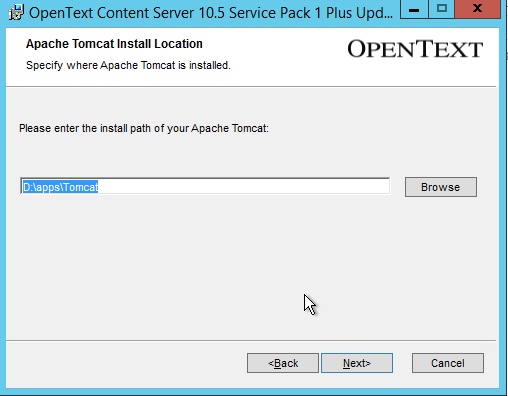 OpenText Content Server 10.5 Service Pack 1 Plus Upd...
Apache Tomcat Install Location
OPENTEXT
Specify where Apache Tomcat is installed.
Please enter the install path of your Apache Tomcat:
D:\apps\Tomcat
Browse
<Back
Next>
Cancel